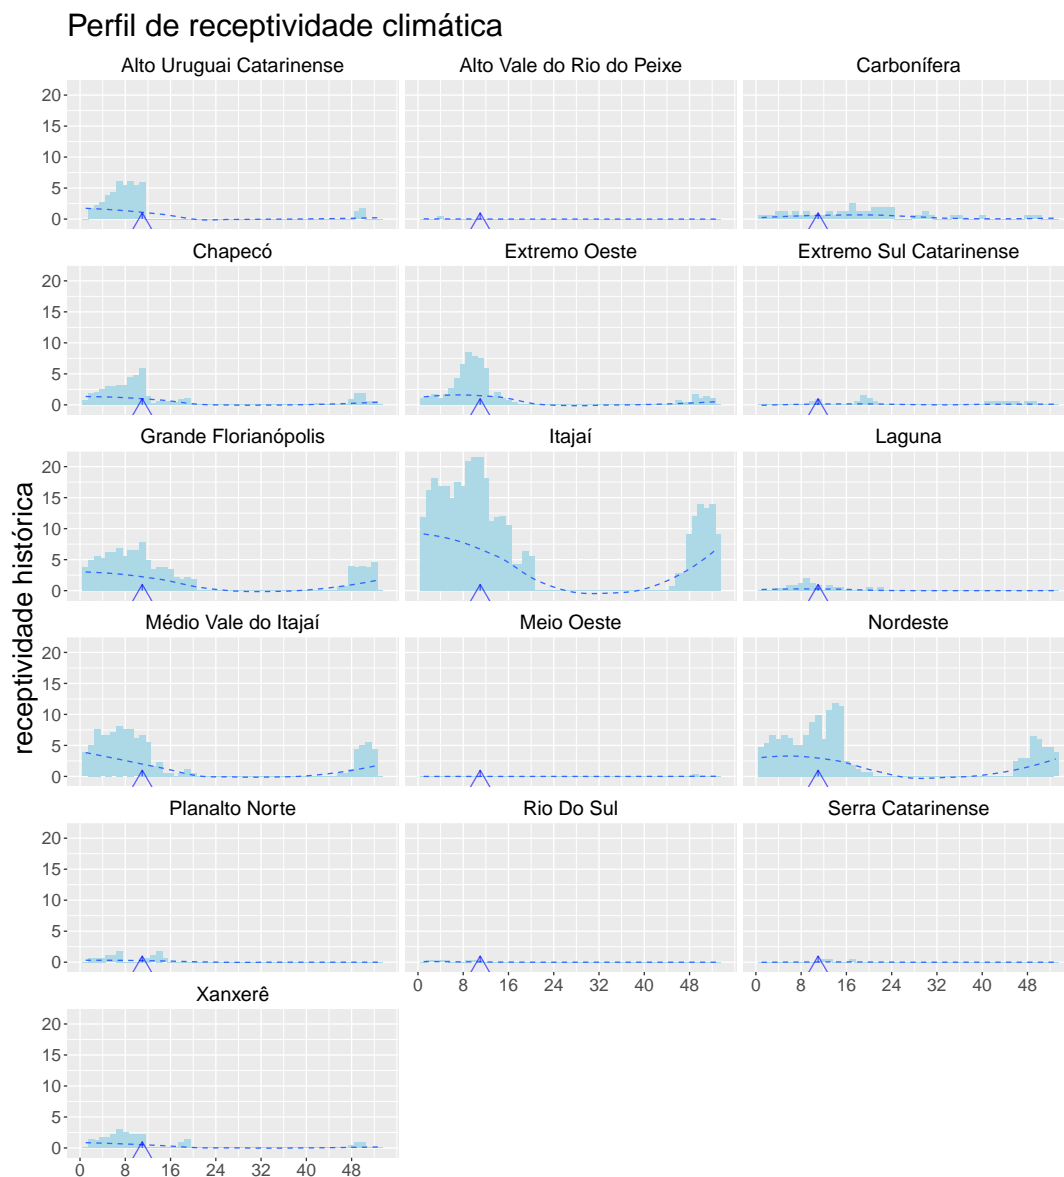 Perfil de receptividade climática
Alto Uruguai Catarinense
Alto Vale do Rio do Peixe
Carbonífera
20
15
10
5
0
Chapecó
Extremo Oeste
Extremo Sul Catarinense
20
15
10
5
0
Grande Florianópolis
Itajaí
Laguna
20
15
10
5
0
receptividade histórica
Médio Vale do Itajaí
Meio Oeste
Nordeste
20
15
10
5
0
Planalto Norte
Rio Do Sul
Serra Catarinense
20
15
10
5
0
0 8 16 24 32 40 48
0 8 16 24 32 40 48
Xanxerê
20
15
10
5
0
0 8 16 24 32 40 48